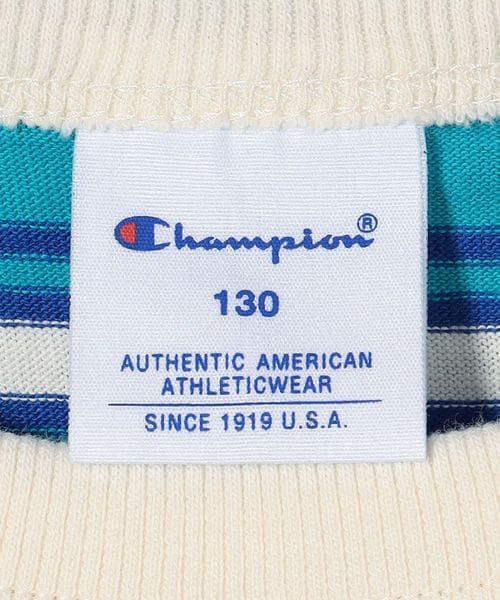 Champion®
130
AUTHENTIC AMERICAN
ATHLETICWEAR
SINCE 1919 U.S.A.